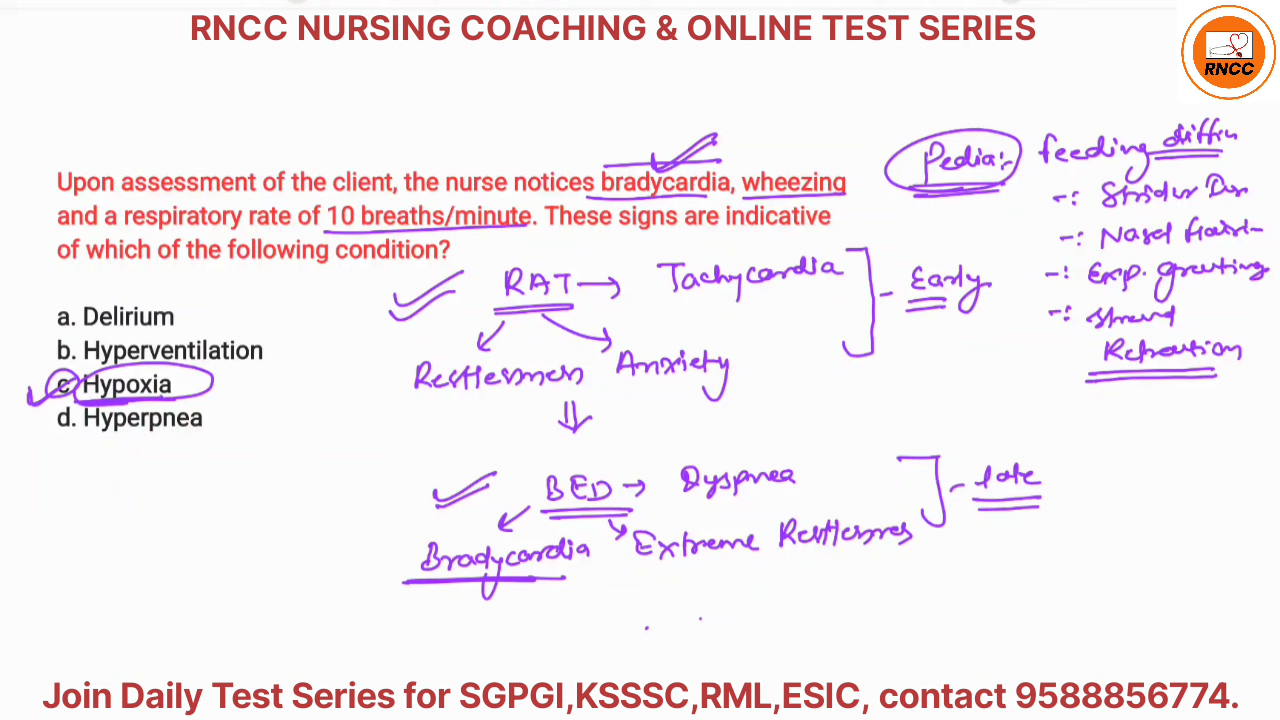 RNCC NURSING COACHING & ONLINE TEST SERIES
RNCC
Upon assessment of the client, the nurse notices bradycardia, wheezing
and a respiratory rate of 10 breaths/minute. These signs are indicative
of which of the following condition?
a. Delirium
b. Hyperventilation
c. Hypoxia
d. Hyperpnea
RAT → Tachycardia
Restlessness Anxiety
- Early
BED → Dyspnea
Bradycardia Extreme Restlessness
- late
Pedia:- feeding
-: Stridor
-: Nasal
-: Exp. grunting
-:
Retraction
Join Daily Test Series for SGPGI,KSSSC,RML,ESIC, contact 9588856774.